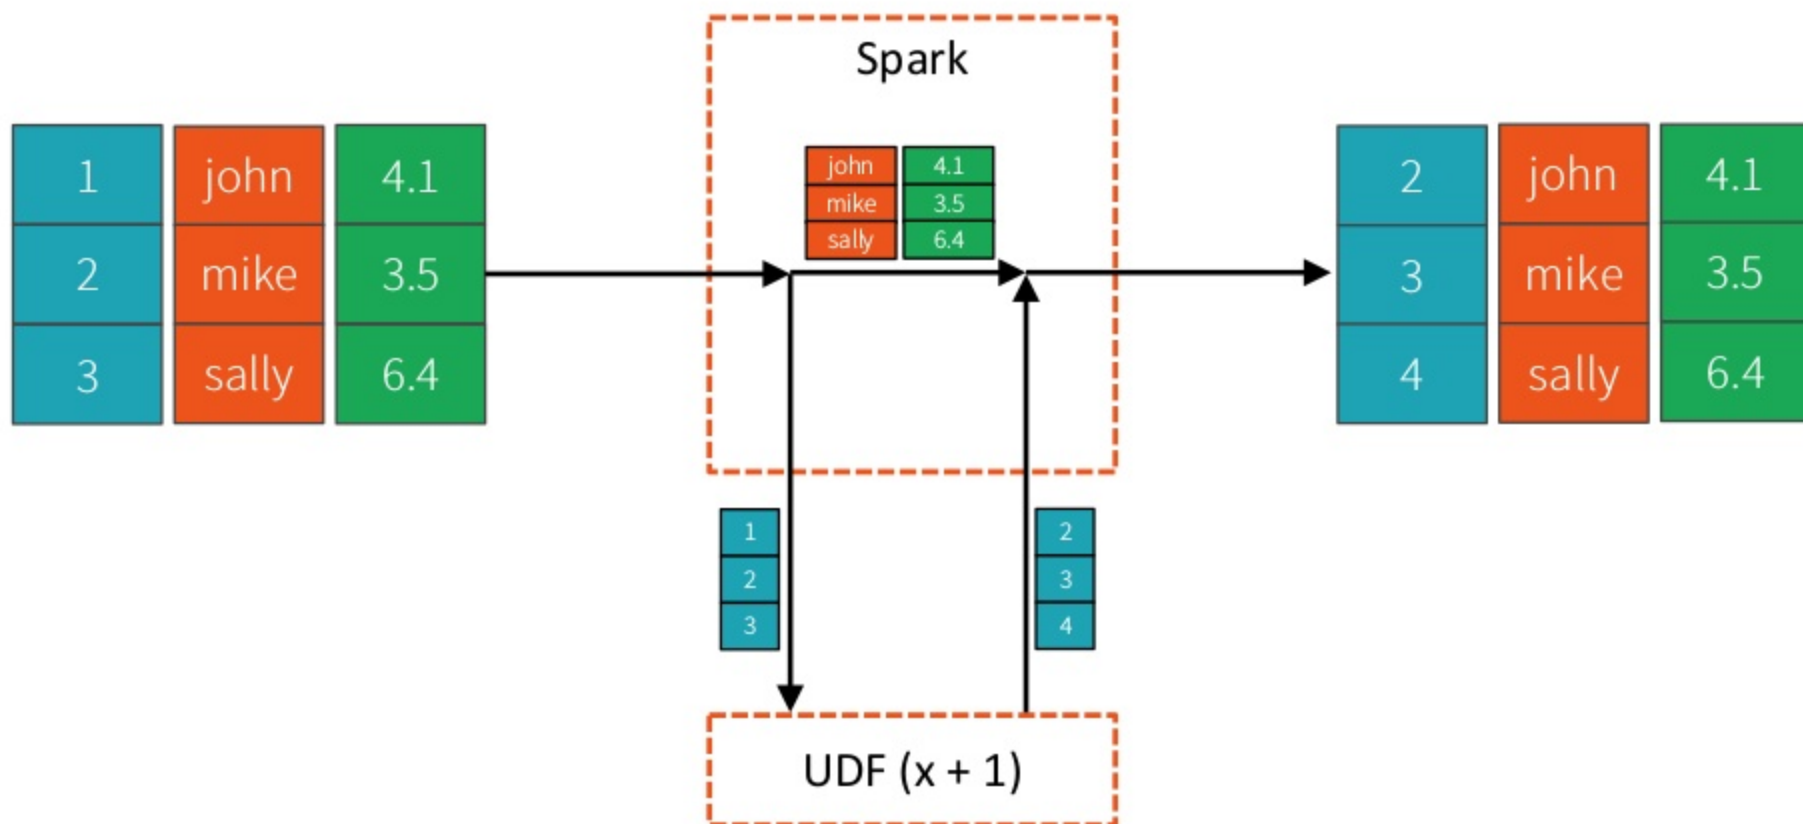 Spark
1 john 4.1
2 mike 3.5
3 sally 6.4
john 4.1
mike 3.5
sally 6.4
2 john 4.1
3 mike 3.5
4 sally 6.4
1
2
3
2
3
4
UDF (x + 1)